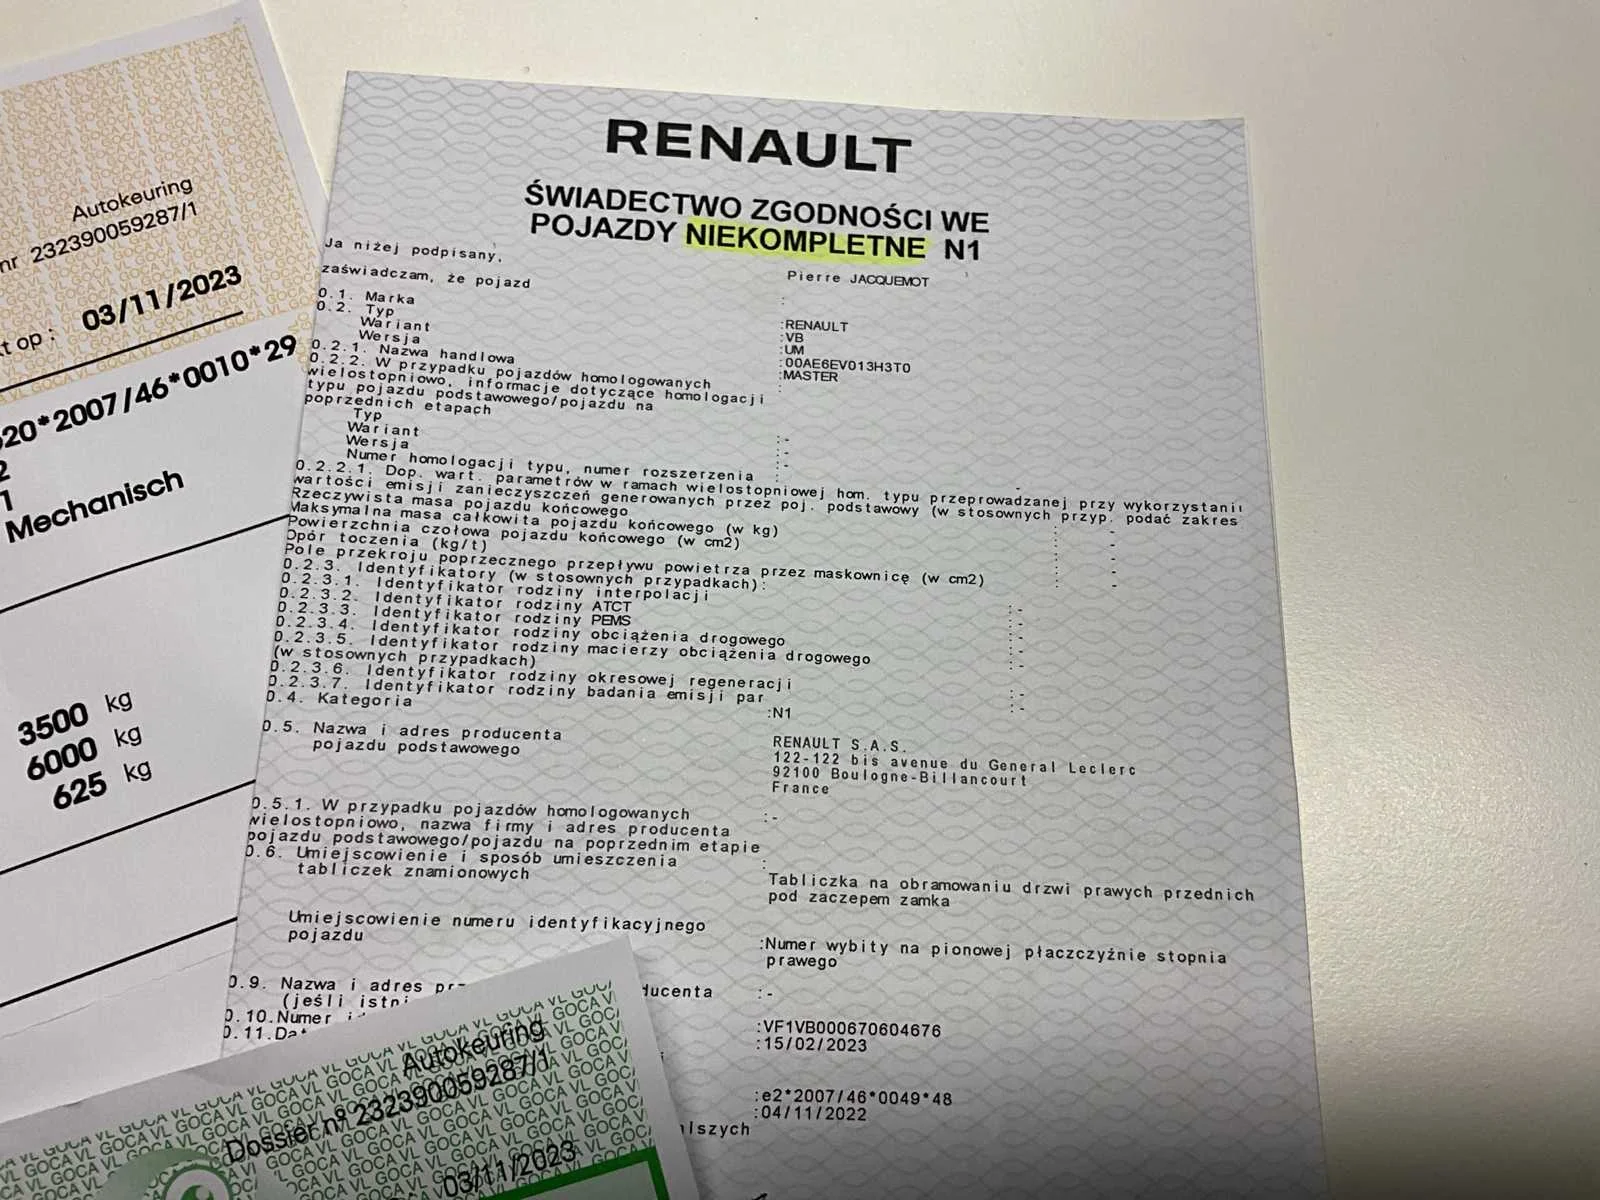 Autokeuring
nr 232390059287/1
t op : 03/11/2023
20*2007/46*0010*29
2
1
Mechanisch
3500 kg
6000 kg
625 kg
RENAULT
ŚWIADECTWO ZGODNOŚCI WE
POJAZDY NIEKOMPLETNE N1
Ja niżej podpisany,
Pierre JACQUEMOT
zaświadczam, że pojazd :
0.1. Marka :RENAULT
0.2. Typ :VB
Wariant :UM
Wersja :00AE6EV013H3T0
0.2.1. Nazwa handlowa :MASTER
0.2.2. W przypadku pojazdów homologowanych :
wielostopniowo, informacje dotyczące homologacji
typu pojazdu podstawowego/pojazdu na
poprzednich etapach
Typ :-
Wariant :-
Wersja :-
Numer homologacji typu, numer rozszerzenia : -
0.2.2.1. Dop. wart. parametrów w ramach wielostopniowej hom. typu przeprowadzanej przy wykorzystani
wartości emisji zanieczyszczeń generowanych przez poj. podstawowy (w stosownych przyp. podać zakres
Rzeczywista masa pojazdu końcowego : -
Maksymalna masa całkowita pojazdu końcowego (w kg) : -
Powierzchnia czołowa pojazdu końcowego (w cm2) : -
Opór toczenia (kg/t) : -
Pole przekroju poprzecznego przepływu powietrza przez maskownicę (w cm2) : -
0.2.3. Identyfikatory (w stosownych przypadkach):
0.2.3.1. Identyfikator rodziny interpolacji :-
0.2.3.2. Identyfikator rodziny ATCT :-
0.2.3.3. Identyfikator rodziny PEMS :-
0.2.3.4. Identyfikator rodziny obciążenia drogowego :-
0.2.3.5. Identyfikator rodziny macierzy obciążenia drogowego :-
(w stosownych przypadkach)
0.2.3.6. Identyfikator rodziny okresowej regeneracji :-
0.2.3.7. Identyfikator rodziny badania emisji par :-
0.4. Kategoria :N1
0.5. Nazwa i adres producenta
pojazdu podstawowego
RENAULT S.A.S.
122-122 bis avenue du General Leclerc
92100 Boulogne-Billancourt
France
0.5.1. W przypadku pojazdów homologowanych :-
wielostopniowo, nazwa firmy i adres producenta
pojazdu podstawowego/pojazdu na poprzednim etapie
0.6. Umiejscowienie i sposób umieszczenia :
tabliczek znamionowych
Tabliczka na obramowaniu drzwi prawych przednich
pod zaczepem zamka
Umiejscowienie numeru identyfikacyjnego
pojazdu
:Numer wybity na pionowej płaczczyźnie stopnia
prawego
0.9. Nazwa i adres ucenta :-
(jeśli istni
0.10.Numer :VF1VB000670604676
0.11.Dat :15/02/2023
:e2*2007/46*0049*48
:04/11/2022
lszych
Autokeuring
Dossier nº 232390059287/1
03/11/2023